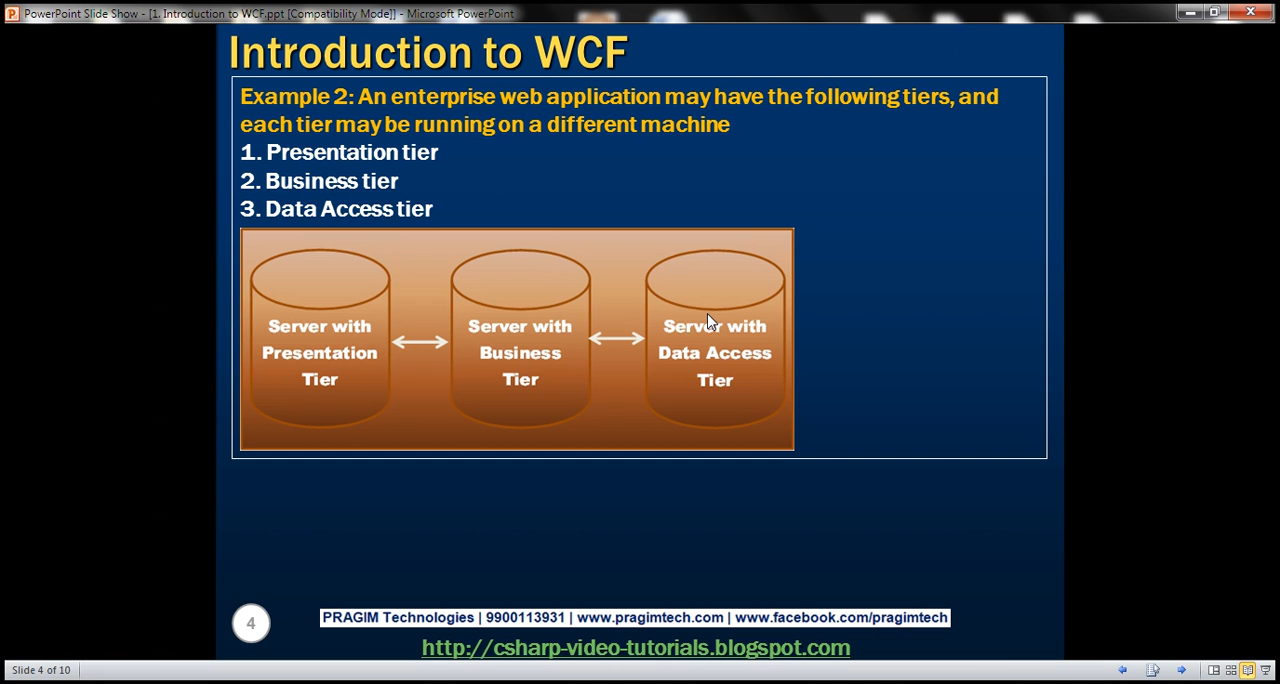 PowerPoint Slide Show - [1. Introduction to WCF.ppt [Compatibility Mode]] - Microsoft PowerPoint
Introduction to WCF
Example 2: An enterprise web application may have the following tiers, and
each tier may be running on a different machine
1. Presentation tier
2. Business tier
3. Data Access tier
Server with
Presentation
Tier
Server with
Business
Tier
Server with
Data Access
Tier
4
PRAGIM Technologies | 9900113931 | www.pragimtech.com | www.facebook.com/pragimtech
http://csharp-video-tutorials.blogspot.com
Slide 4 of 10